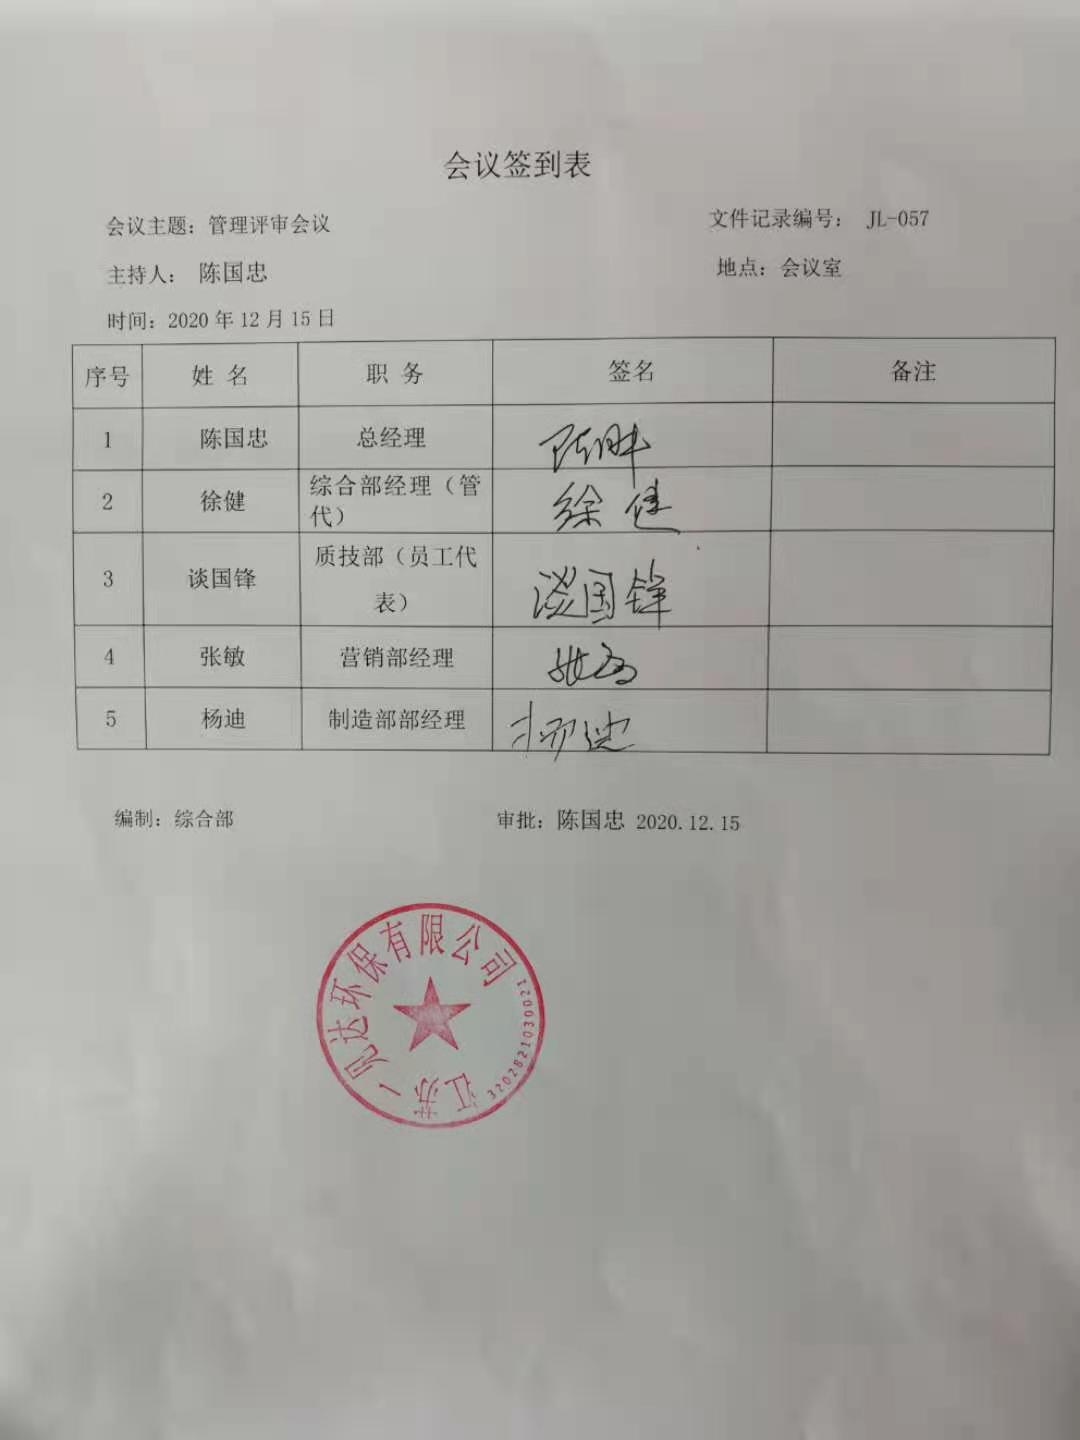 会议签到表
会议主题：管理评审会议 文件记录编号： JL-057
主持人： 陈国忠 地点：会议室
时间：2020年12月15日
序号 姓 名 职 务 签名 备注
1 陈国忠 总经理
2 徐健 综合部经理（管代） 徐健
3 谈国锋 质技部（员工代表） 谈国锋
4 张敏 营销部经理
5 杨迪 制造部部经理 杨迪
编制：综合部 审批：陈国忠 2020.12.15
江苏一見达环保有限公司
3202821030021